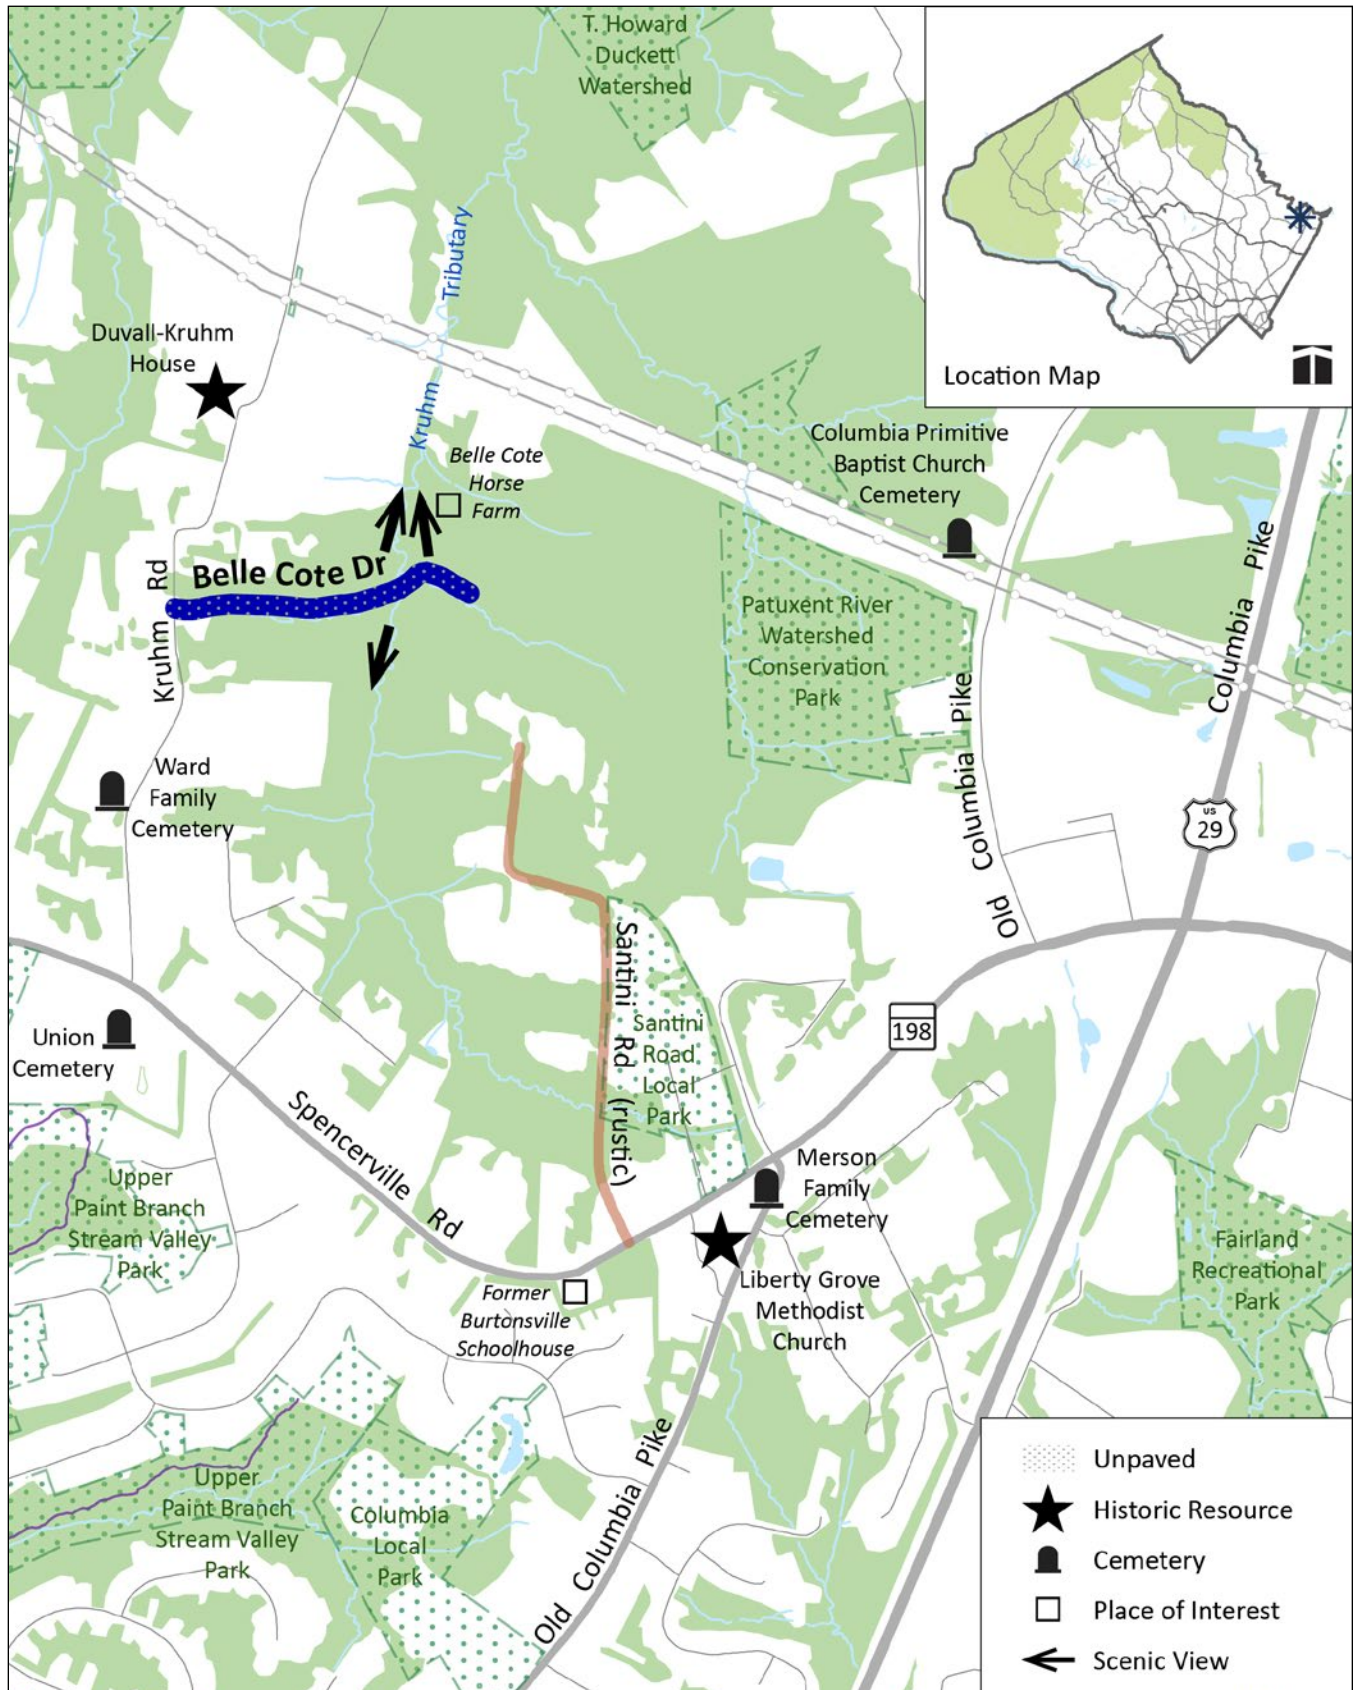 T. Howard
Duckett
Watershed
Location Map
Tributary
Kruhm
Duvall-Kruhm
House
Belle Cote
Horse
Farm
Columbia Primitive
Baptist Church
Cemetery
Belle Cote Dr
Kruhm Rd
Kruhm Rd
Patuxent River
Watershed
Conservation
Park
Columbia Pike
Old Columbia Pike
Columbia Pike
US
29
Ward
Family
Cemetery
Santini Rd (rustic)
Santini
Road
Local
Park
198
Union
Cemetery
Spencerville Rd
Upper
Paint Branch
Stream Valley
Park
Merson
Family
Cemetery
Liberty Grove
Methodist
Church
Fairland
Recreational
Park
Former
Burtonsville
Schoolhouse
Upper
Paint Branch
Stream Valley
Park
Columbia
Local
Park
Old Columbia Pike
Unpaved
Historic Resource
Cemetery
Place of Interest
Scenic View